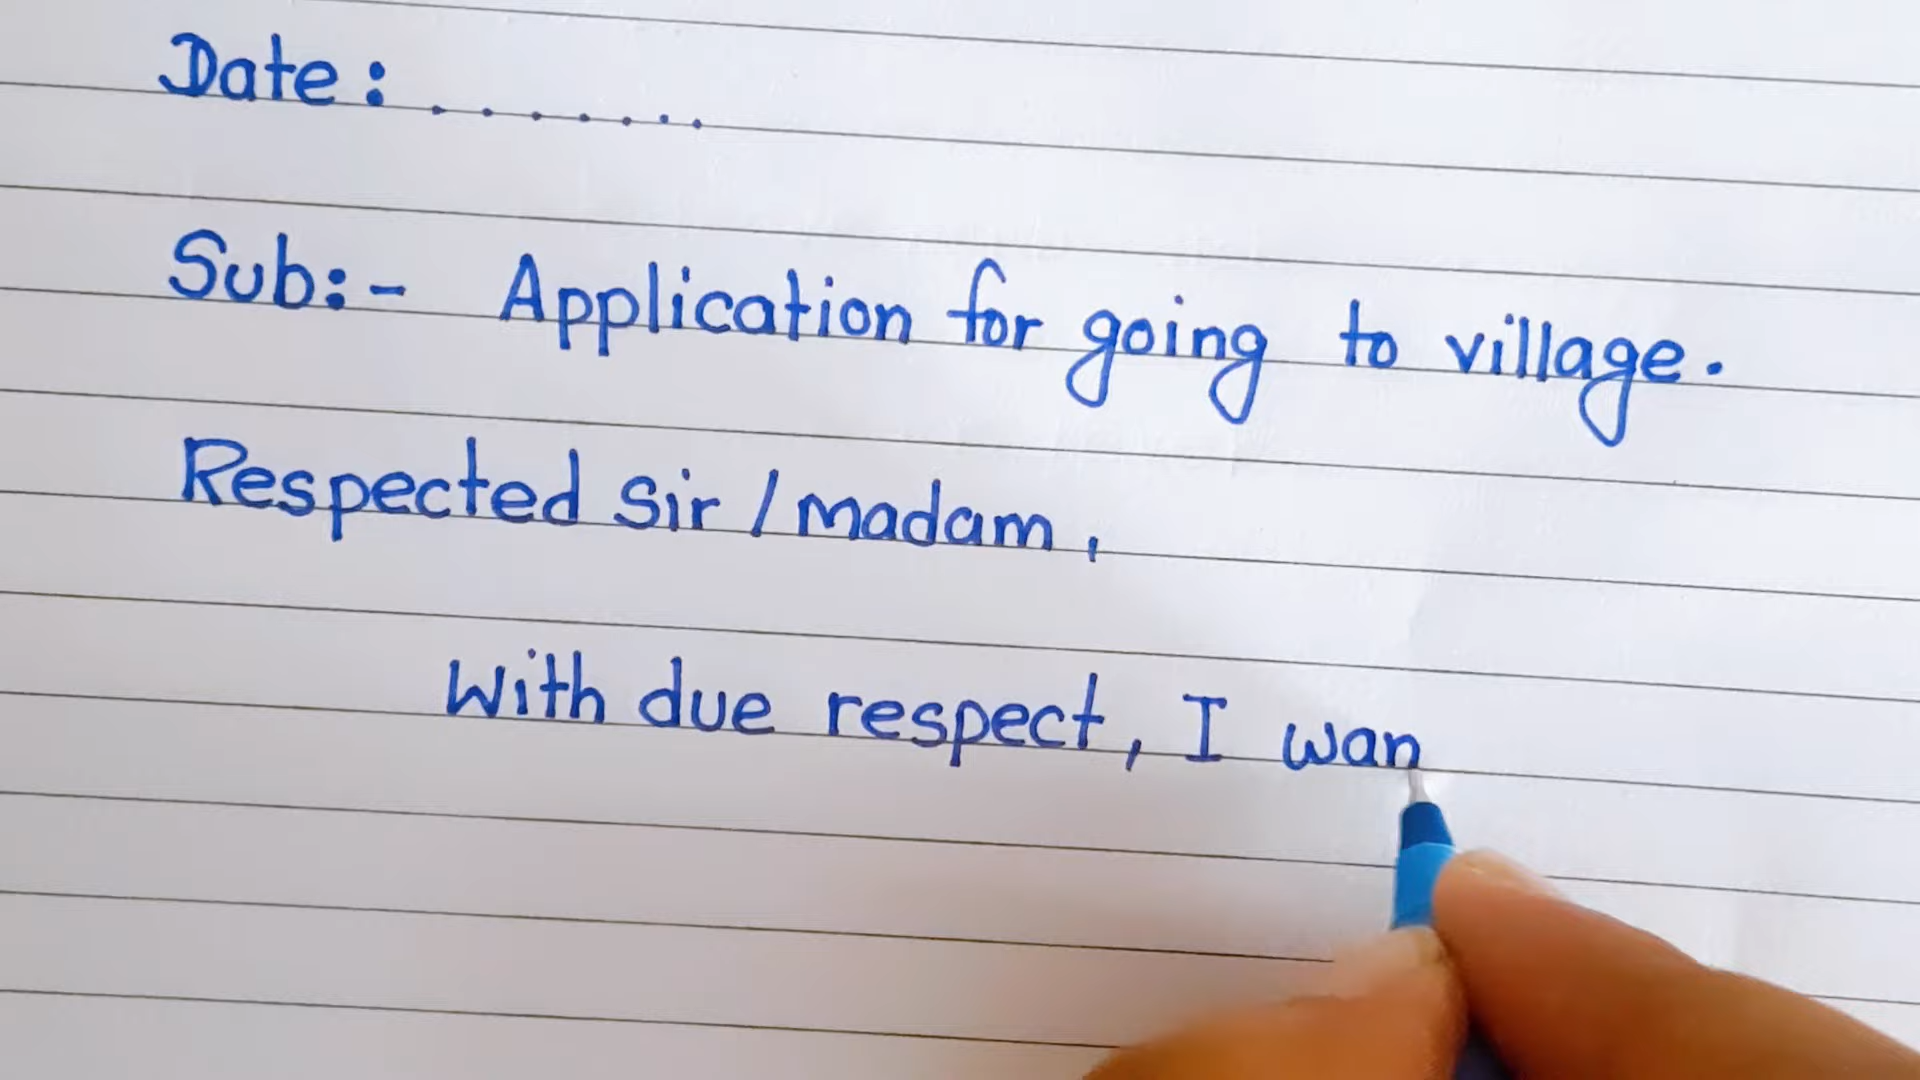 Date: ........
Sub:- Application for going to village.
Respected Sir / madam,
With due respect, I wan